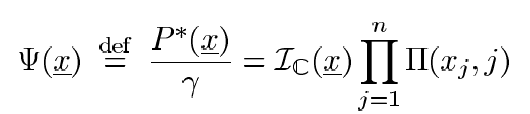 Ψ(x̲) ≝ P*(x̲) / γ = ℐ_ℂ(x̲) ∏_{j=1}^{n} Π(x_j, j)